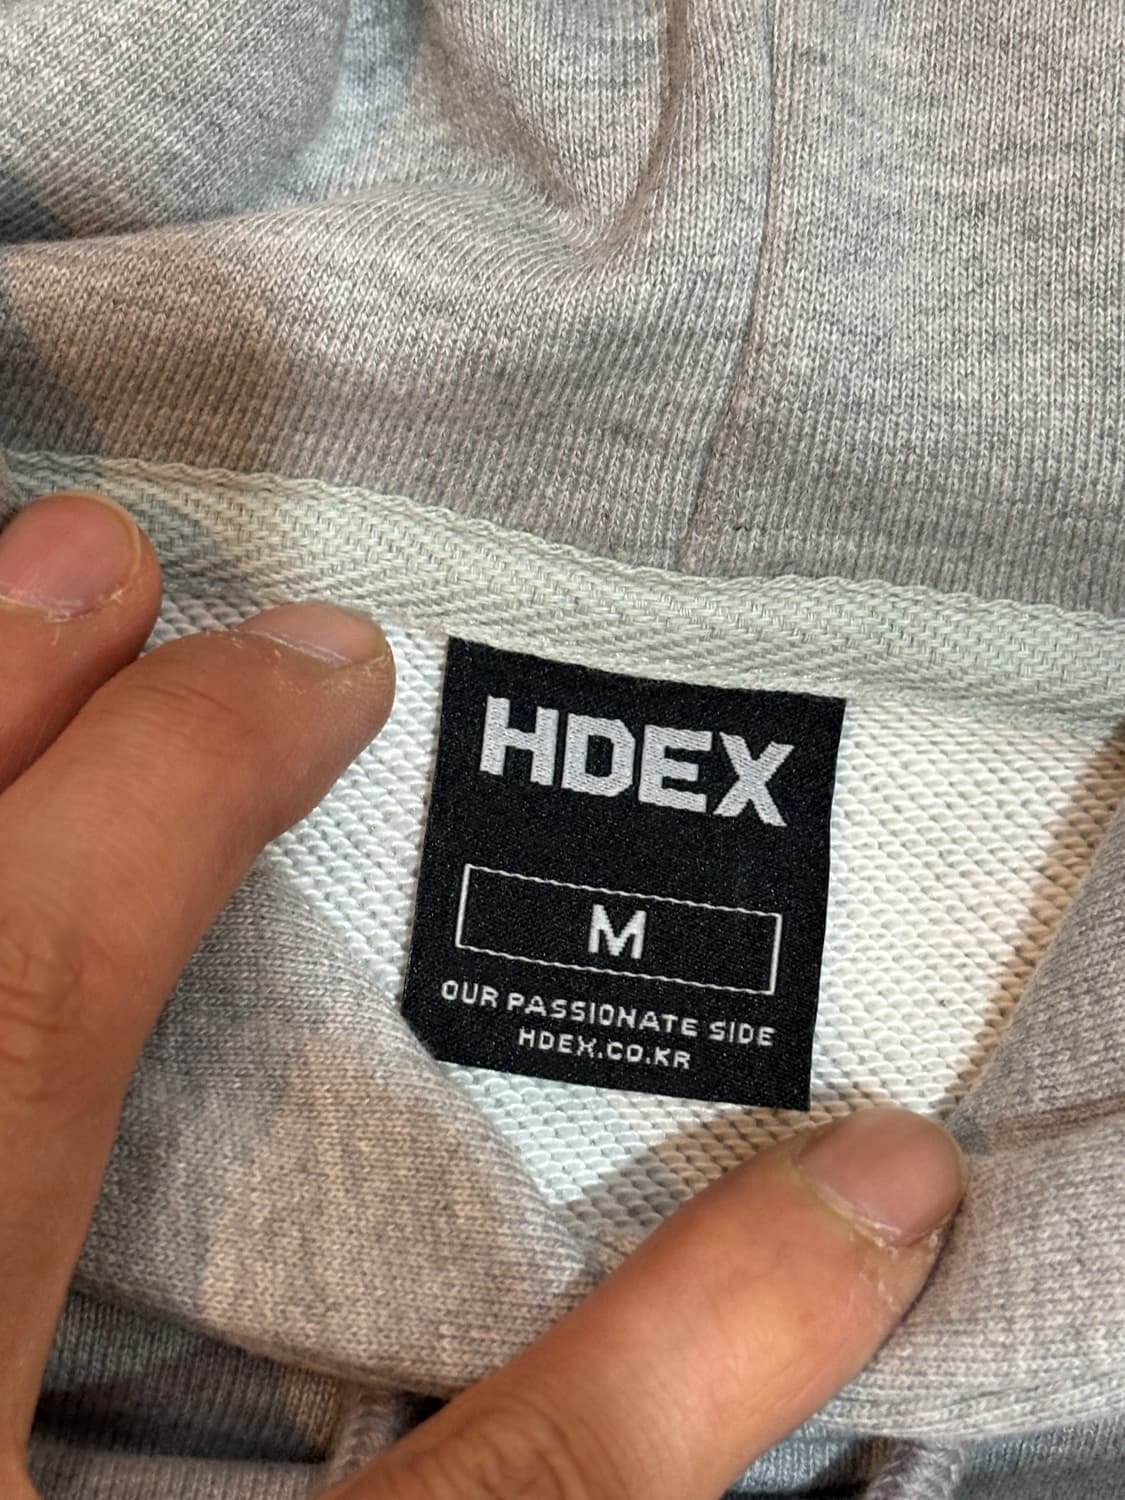 HDEX
M
OUR PASSIONATE SIDE
HDEX.CO.KR